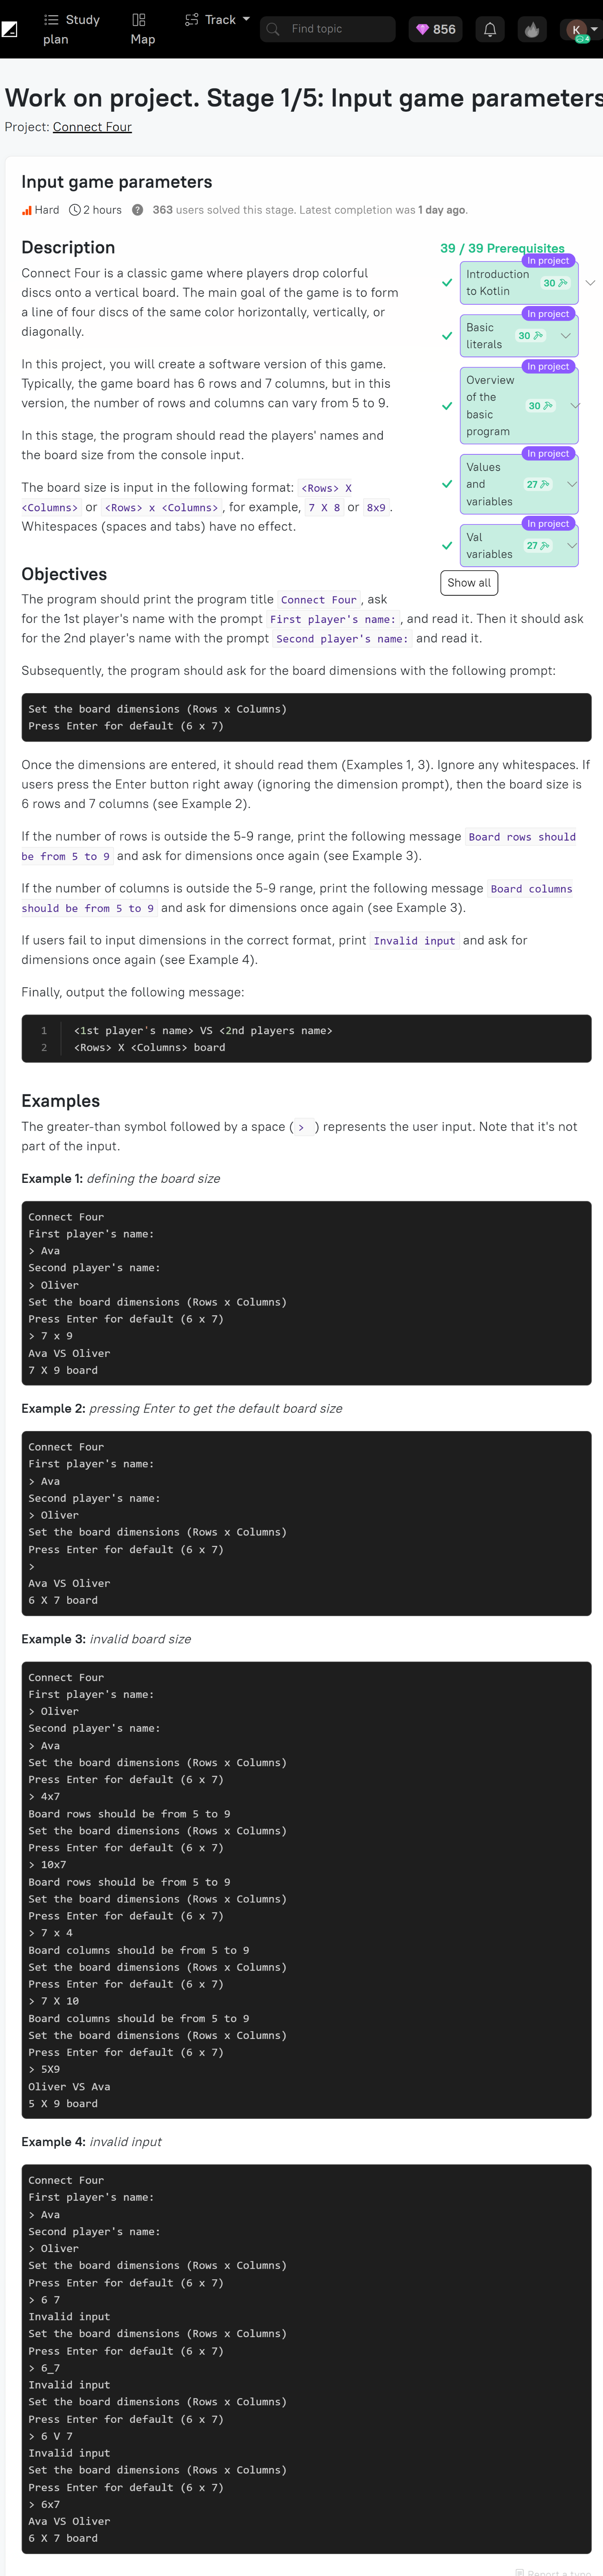 Study plan
Map
Track
Find topic
856
K
4
Work on project. Stage 1/5: Input game parameters
Project: Connect Four
Input game parameters
Hard 2 hours ? 363 users solved this stage. Latest completion was 1 day ago.
Description
Connect Four is a classic game where players drop colorful
discs onto a vertical board. The main goal of the game is to form
a line of four discs of the same color horizontally, vertically, or
diagonally.
In this project, you will create a software version of this game.
Typically, the game board has 6 rows and 7 columns, but in this
version, the number of rows and columns can vary from 5 to 9.
In this stage, the program should read the players' names and
the board size from the console input.
The board size is input in the following format: <Rows> X
<Columns> or <Rows> x <Columns> , for example, 7 X 8 or 8x9 .
Whitespaces (spaces and tabs) have no effect.
39 / 39 Prerequisites
In project
Introduction
to Kotlin
30
In project
Basic
literals
30
In project
Overview
of the
basic
program
30
In project
Values
and
variables
27
In project
Val
variables
27
Show all
Objectives
The program should print the program title Connect Four , ask
for the 1st player's name with the prompt First player's name: , and read it. Then it should ask
for the 2nd player's name with the prompt Second player's name: and read it.
Subsequently, the program should ask for the board dimensions with the following prompt:
Set the board dimensions (Rows x Columns)
Press Enter for default (6 x 7)
Once the dimensions are entered, it should read them (Examples 1, 3). Ignore any whitespaces. If
users press the Enter button right away (ignoring the dimension prompt), then the board size is
6 rows and 7 columns (see Example 2).
If the number of rows is outside the 5-9 range, print the following message Board rows should
be from 5 to 9 and ask for dimensions once again (see Example 3).
If the number of columns is outside the 5-9 range, print the following message Board columns
should be from 5 to 9 and ask for dimensions once again (see Example 3).
If users fail to input dimensions in the correct format, print Invalid input and ask for
dimensions once again (see Example 4).
Finally, output the following message:
1 <1st player's name> VS <2nd players name>
2 <Rows> X <Columns> board
Examples
The greater-than symbol followed by a space ( > ) represents the user input. Note that it's not
part of the input.
Example 1: defining the board size
Connect Four
First player's name:
> Ava
Second player's name:
> Oliver
Set the board dimensions (Rows x Columns)
Press Enter for default (6 x 7)
> 7 x 9
Ava VS Oliver
7 X 9 board
Example 2: pressing Enter to get the default board size
Connect Four
First player's name:
> Ava
Second player's name:
> Oliver
Set the board dimensions (Rows x Columns)
Press Enter for default (6 x 7)
>
Ava VS Oliver
6 X 7 board
Example 3: invalid board size
Connect Four
First player's name:
> Oliver
Second player's name:
> Ava
Set the board dimensions (Rows x Columns)
Press Enter for default (6 x 7)
> 4x7
Board rows should be from 5 to 9
Set the board dimensions (Rows x Columns)
Press Enter for default (6 x 7)
> 10x7
Board rows should be from 5 to 9
Set the board dimensions (Rows x Columns)
Press Enter for default (6 x 7)
> 7 x 4
Board columns should be from 5 to 9
Set the board dimensions (Rows x Columns)
Press Enter for default (6 x 7)
> 7 X 10
Board columns should be from 5 to 9
Set the board dimensions (Rows x Columns)
Press Enter for default (6 x 7)
> 5X9
Oliver VS Ava
5 X 9 board
Example 4: invalid input
Connect Four
First player's name:
> Ava
Second player's name:
> Oliver
Set the board dimensions (Rows x Columns)
Press Enter for default (6 x 7)
> 6 7
Invalid input
Set the board dimensions (Rows x Columns)
Press Enter for default (6 x 7)
> 6_7
Invalid input
Set the board dimensions (Rows x Columns)
Press Enter for default (6 x 7)
> 6 V 7
Invalid input
Set the board dimensions (Rows x Columns)
Press Enter for default (6 x 7)
> 6x7
Ava VS Oliver
6 X 7 board
Report a typo